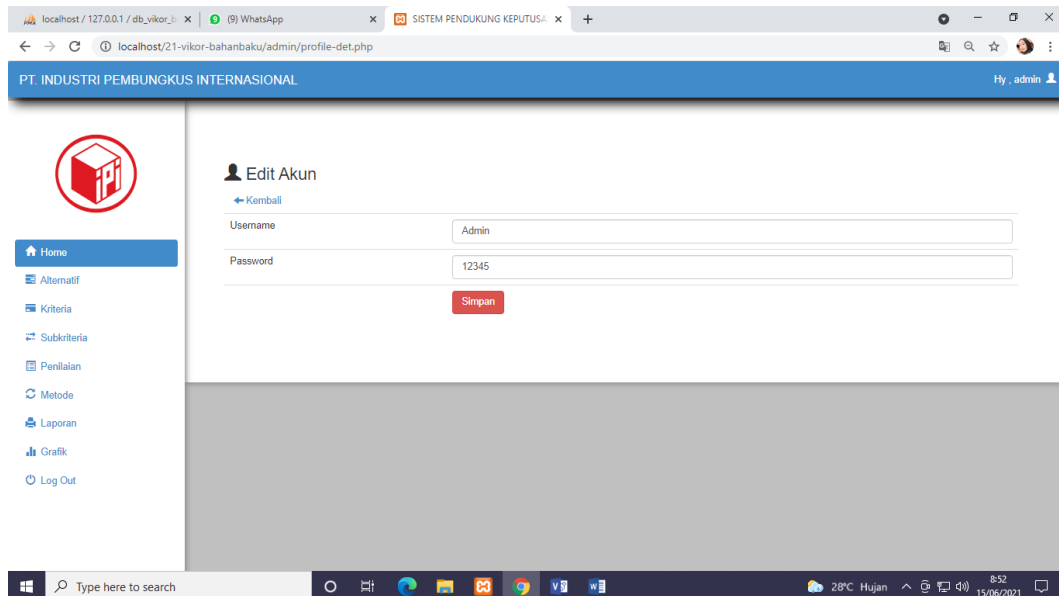 localhost / 127.0.0.1 / db_vikor_b
(9) WhatsApp
SISTEM PENDUKUNG KEPUTUSA
localhost/21-vikor-bahanbaku/admin/profile-det.php
PT. INDUSTRI PEMBUNGKUS INTERNASIONAL
Hy , admin
iPi
Home
Alternatif
Kriteria
Subkriteria
Penilaian
Metode
Laporan
Grafik
Log Out
Edit Akun
Kembali
Username
Admin
Password
12345
Simpan
Type here to search
28°C Hujan
8:52
15/06/2021